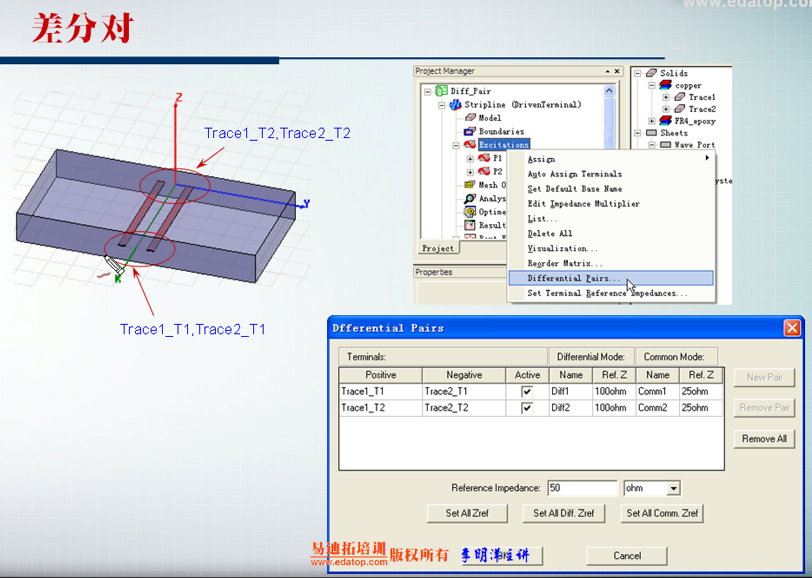 www.edatop.com
差分对
Z
Trace1_T2,Trace2_T2
Y
X
Trace1_T1,Trace2_T1
Project Manager
Diff_Pair
Stripline (DrivenTerminal)
Model
Boundaries
Excitations
P1
P2
Mesh O
Analys
Optime
Result
Project
Properties
Solids
copper
Trace1
Trace2
FR4_epoxy
Sheets
Wave Port
yste
Assign
Auto Assign Terminals
Set Default Base Name
Edit Impedance Multiplier
List...
Delete All
Visualization...
Reorder Matrix...
Differential Pairs...
Set Terminal Reference Impedances...
Dfferential Pairs
Terminals: Differential Mode: Common Mode:
Positive Negative Active Name Ref. Z Name Ref. Z
Trace1_T1 Trace2_T1 Diff1 100ohm Comm1 25ohm
Trace1_T2 Trace2_T2 Diff2 100ohm Comm2 25ohm
New Pair
Remove Pair
Remove All
Reference Impedance: 50 ohm
Set All Zref Set All Diff. Zref Set All Comm. Zref
易迪拓培训 版权所有 李明洋主讲
www.edatop.com
Cancel